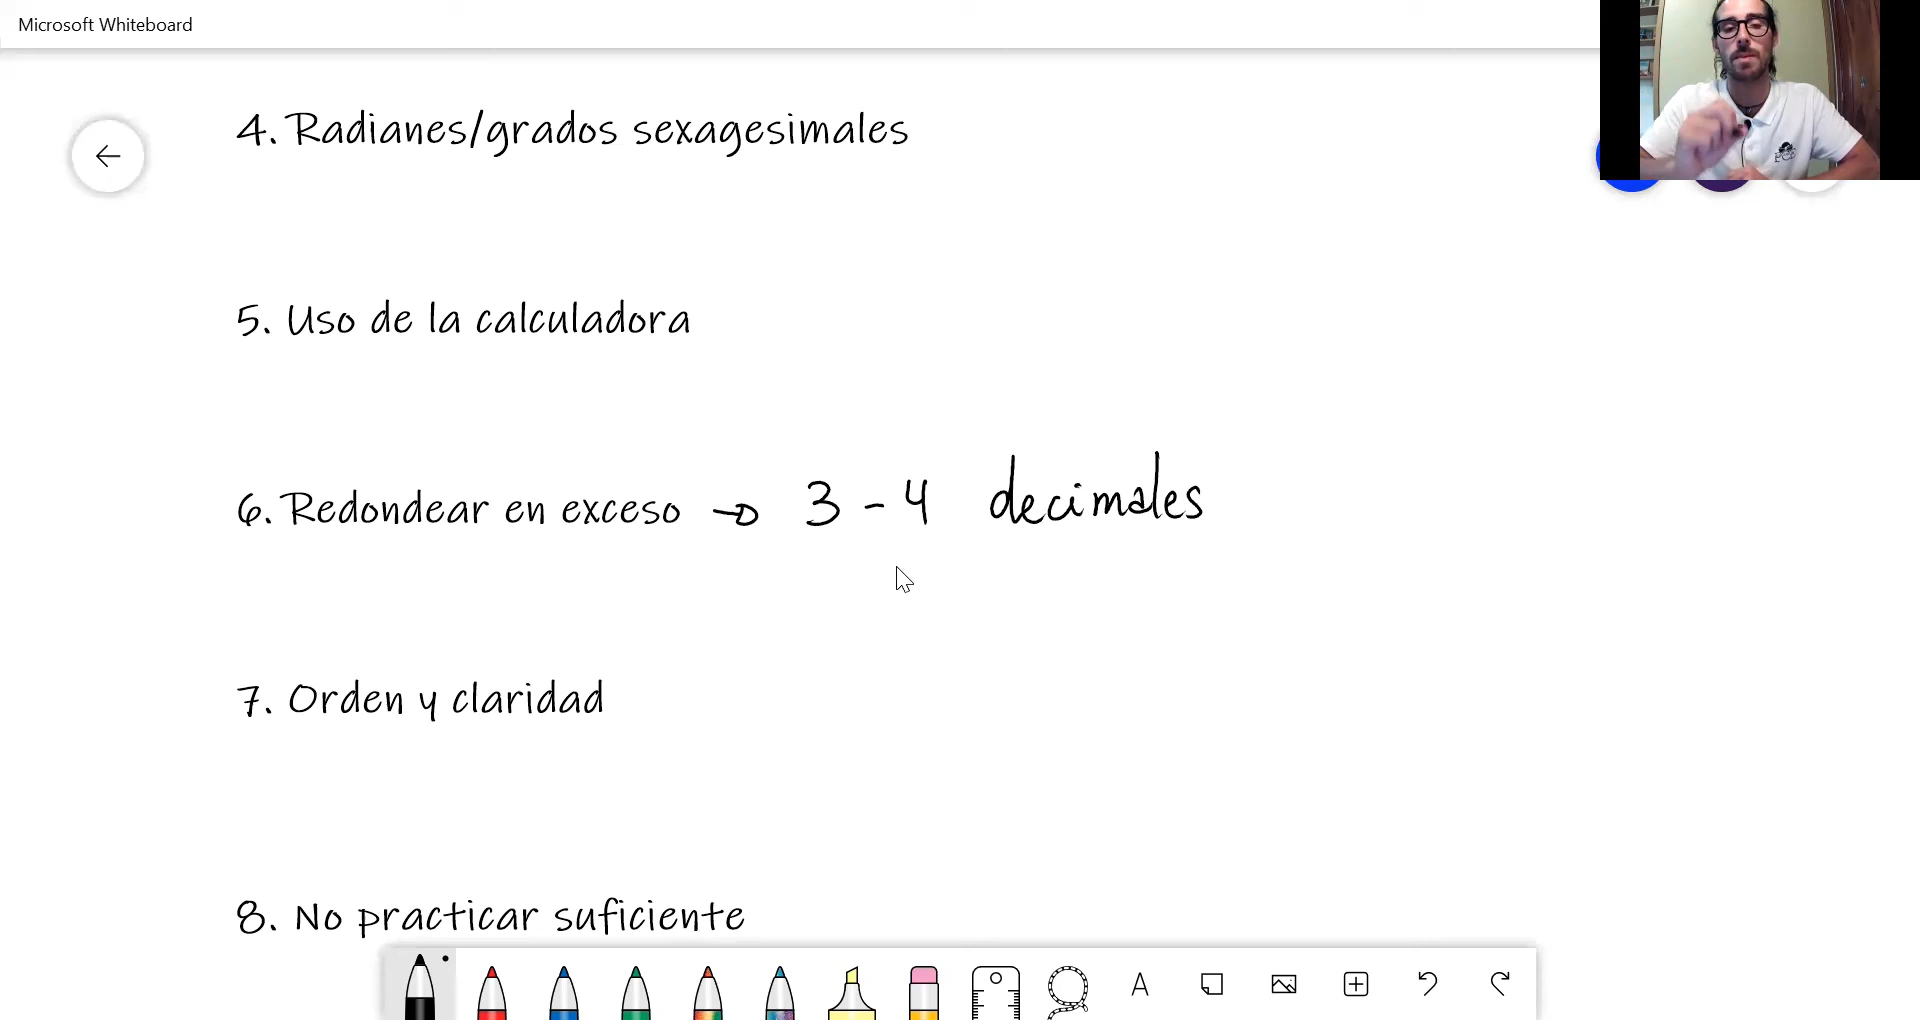 Microsoft Whiteboard
4. Radianes/grados sexagesimales
5. Uso de la calculadora
6. Redondear en exceso → 3 - 4 decimales
7. Orden y claridad
8. No practicar suficiente
A